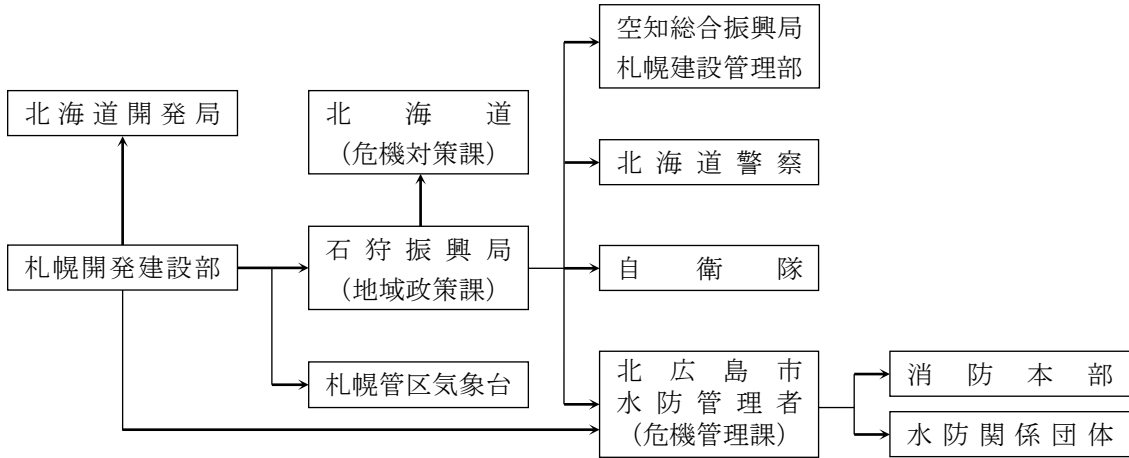 空知総合振興局
札幌建設管理部
北海道開発局
北海道
（危機対策課）
北海道警察
札幌開発建設部
石狩振興局
（地域政策課）
自衛隊
札幌管区気象台
北広島市
水防管理者
（危機管理課）
消防本部
水防関係団体